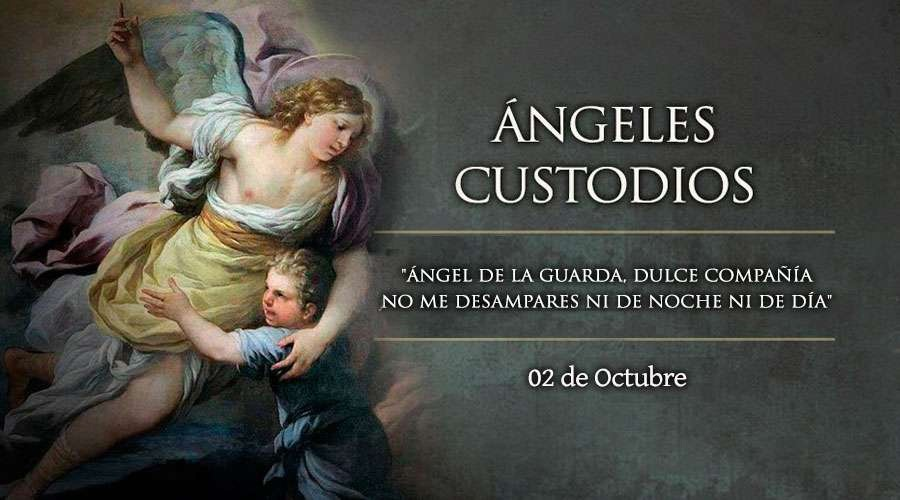 ÁNGELES
CUSTODIOS
"ÁNGEL DE LA GUARDA, DULCE COMPAÑÍA
NO ME DESAMPARES NI DE NOCHE NI DE DÍA"
02 de Octubre